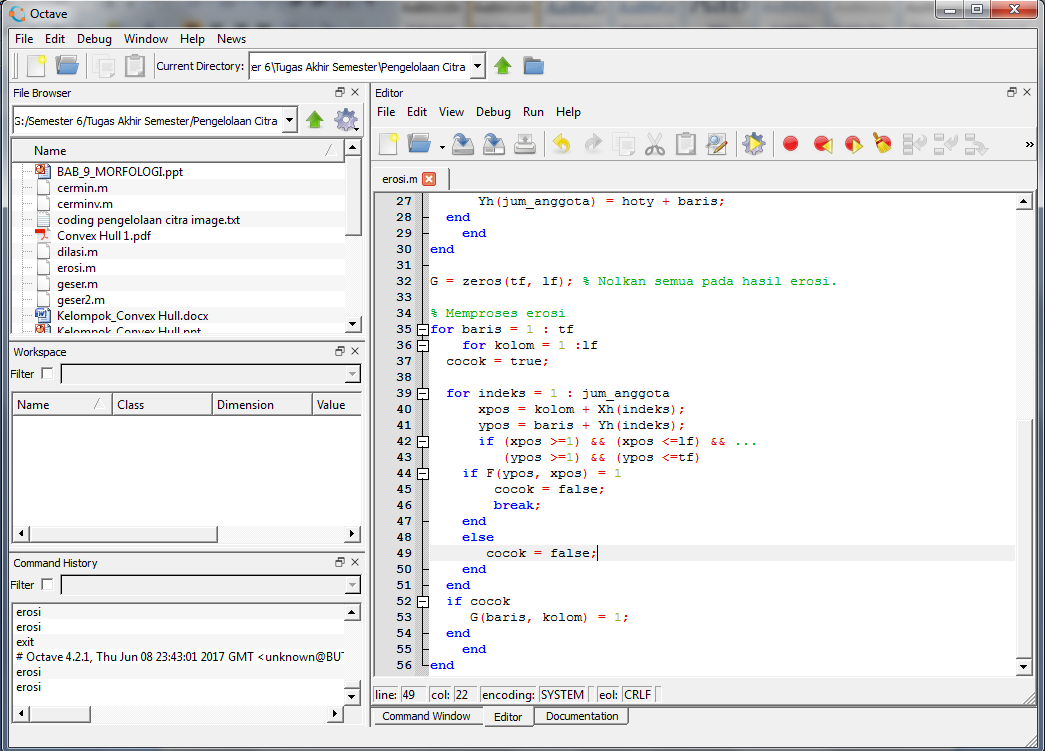 Octave
File Edit Debug Window Help News
Current Directory: er 6\Tugas Akhir Semester\Pengelolaan Citra
File Browser
G:/Semester 6/Tugas Akhir Semester/Pengelolaan Citra
Name
BAB_9_MORFOLOGI.ppt
cermin.m
cerminv.m
coding pengelolaan citra image.txt
Convex Hull 1.pdf
dilasi.m
erosi.m
geser.m
geser2.m
Kelompok_Convex Hull.docx
Kelompok_Convex Hull.ppt
Workspace
Filter
Name Class Dimension Value
Command History
Filter
erosi
erosi
exit
# Octave 4.2.1, Thu Jun 08 23:43:01 2017 GMT <unknown@BUT
erosi
erosi
Editor
File Edit View Debug Run Help
erosi.m
27 Yh(jum_anggota) = hoty + baris;
28 end
29 end
30 end
31
32 G = zeros(tf, lf); % Nolkan semua pada hasil erosi.
33
34 % Memproses erosi
35 for baris = 1 : tf
36 for kolom = 1 :lf
37 cocok = true;
38
39 for indeks = 1 : jum_anggota
40 xpos = kolom + Xh(indeks);
41 ypos = baris + Yh(indeks);
42 if (xpos >=1) && (xpos <=lf) && ...
43 (ypos >=1) && (ypos <=tf)
44 if F(ypos, xpos) = 1
45 cocok = false;
46 break;
47 end
48 else
49 cocok = false;
50 end
51 end
52 if cocok
53 G(baris, kolom) = 1;
54 end
55 end
56 end
line: 49 col: 22 encoding: SYSTEM eol: CRLF
Command Window Editor Documentation